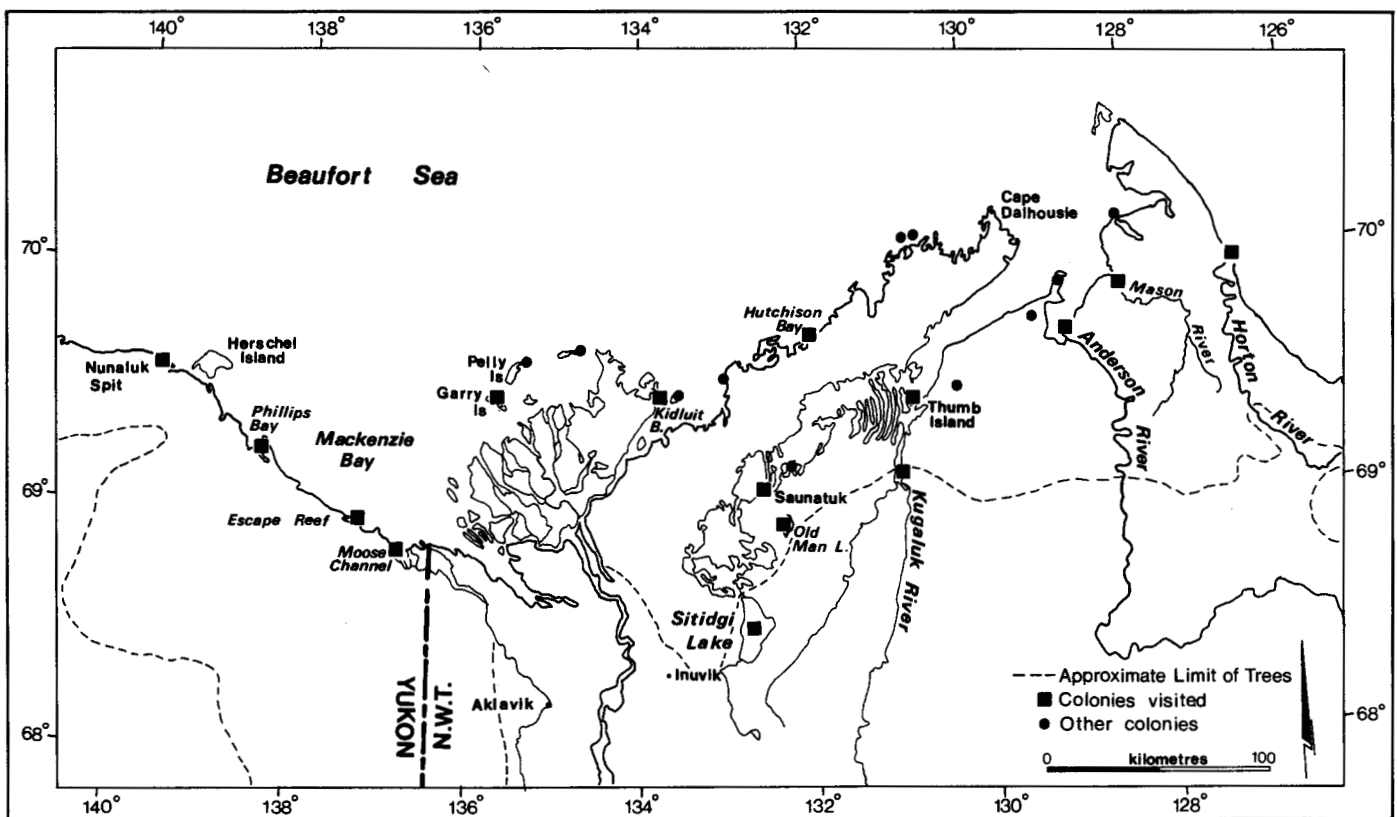 140°
138°
136°
134°
132°
130°
128°
126°
Beaufort Sea
Cape
Dalhousie
70°
70°
Hutchison
Bay
Mason
River
Herschel
Island
Nunaluk
Spit
Pelly
Is
Garry
Is
Kidluit
B.
Anderson
River
Horton
River
Phillips
Bay
Mackenzie
Bay
Thumb
Island
69°
69°
Saunatuk
Escape Reef
Old
Man L.
Moose
Channel
Kugaluk River
Sitidgi
Lake
Inuvik
Aklavik
YUKON
N.W.T.
Approximate Limit of Trees
Colonies visited
Other colonies
68°
68°
0 kilometres 100
140°
138°
136°
134°
132°
130°
128°